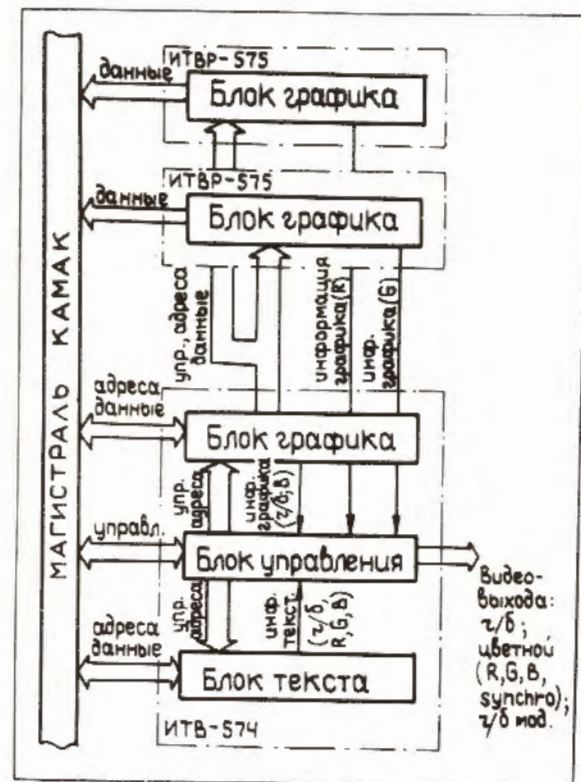 ИТВР-575
данные
Блок графика
ИТВР-575
данные
Блок графика
МАГИСТРАЛЬ КАМАК
упр., адреса
данные
информация
графика(R)
инф.
графика(G)
адреса
данные
Блок графика
упр.
адреса
инф.
графика
(ч/б, B)
управл.
Блок управления
упр.
адреса
инф.
текст.
(ч/б,
R, G, B)
Видео-
выхода:
ч/б;
цветной
(R,G,B,
synchro);
ч/б мод.
адреса
данные
Блок текста
ИТВ-574